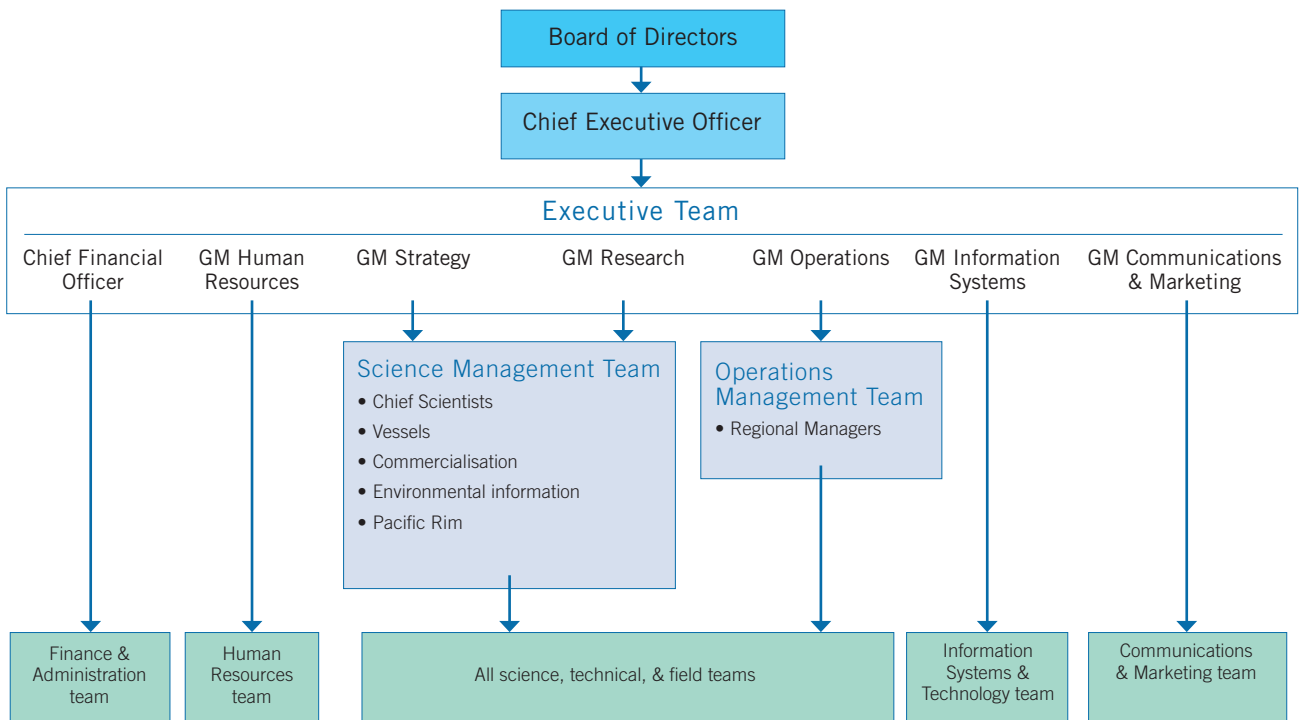 Board of Directors
Chief Executive Officer
Executive Team
Chief Financial
Officer
GM Human
Resources
GM Strategy
GM Research
GM Operations
GM Information
Systems
GM Communications
& Marketing
Science Management Team
• Chief Scientists
• Vessels
• Commercialisation
• Environmental information
• Pacific Rim
Operations
Management Team
• Regional Managers
Finance &
Administration
team
Human
Resources
team
All science, technical, & field teams
Information
Systems &
Technology team
Communications
& Marketing team